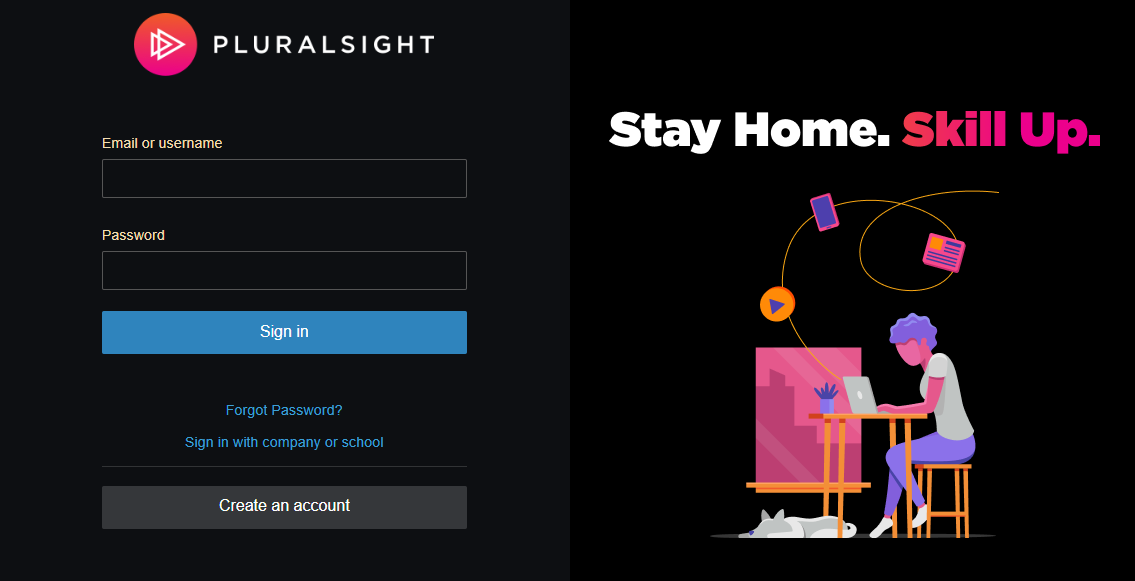 PLURALSIGHT
Email or username
Password
Sign in
Forgot Password?
Sign in with company or school
Create an account
Stay Home. Skill Up.